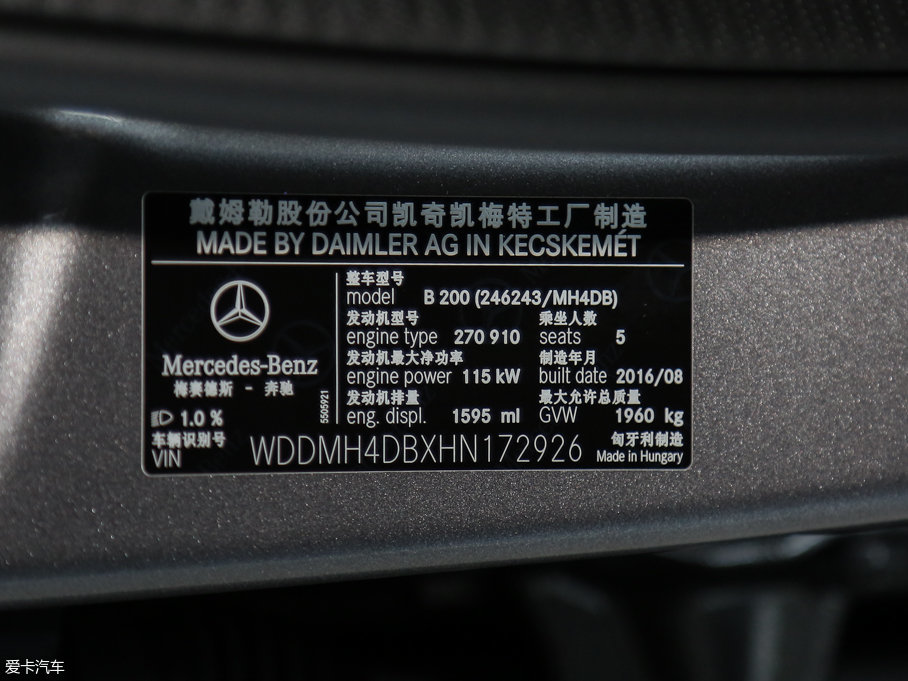 戴姆勒股份公司凯奇凯梅特工厂制造
MADE BY DAIMLER AG IN KECSKEMÉT
Mercedes-Benz
梅赛德斯 - 奔驰
1.0 %
5505921
整车型号
model B 200 (246243/MH4DB)
发动机型号 乘坐人数
engine type 270 910 seats 5
发动机最大净功率 制造年月
engine power 115 kW built date 2016/08
发动机排量 最大允许总质量
eng. displ. 1595 ml GVW 1960 kg
车辆识别号
VIN WDDMH4DBXHN172926
匈牙利制造
Made in Hungary
爱卡汽车